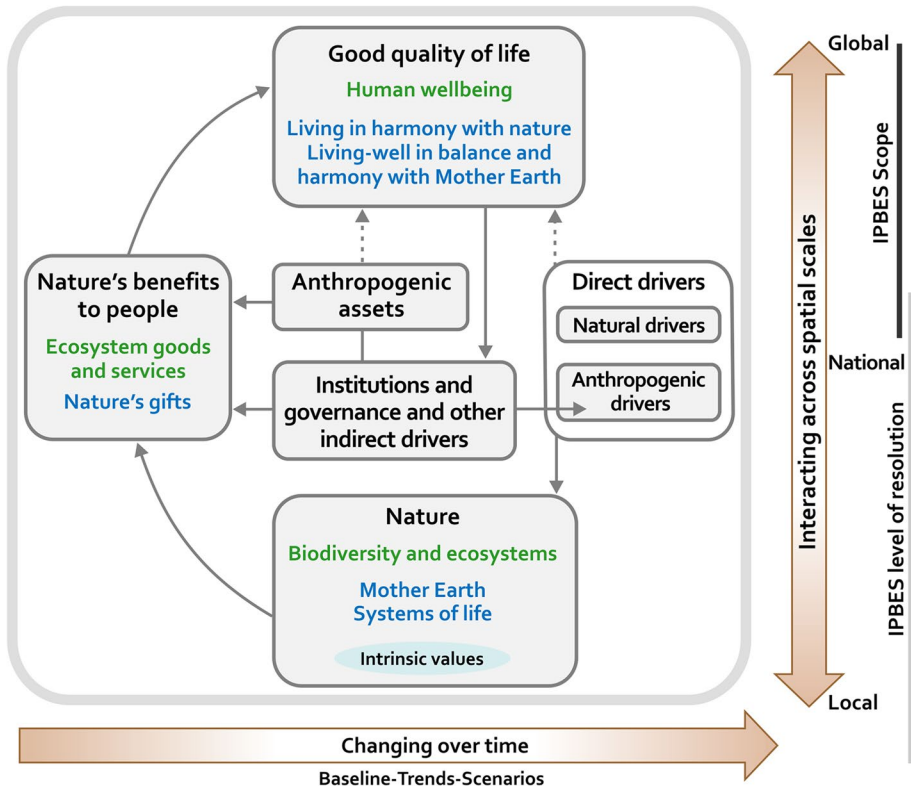 Good quality of life
Human wellbeing
Living in harmony with nature
Living-well in balance and
harmony with Mother Earth
Nature's benefits
to people
Ecosystem goods
and services
Nature's gifts
Anthropogenic
assets
Institutions and
governance and other
indirect drivers
Direct drivers
Natural drivers
Anthropogenic
drivers
Nature
Biodiversity and ecosystems
Mother Earth
Systems of life
Intrinsic values
Changing over time
Baseline-Trends-Scenarios
Interacting across spatial scales
Global
National
Local
IPBES Scope
IPBES level of resolution